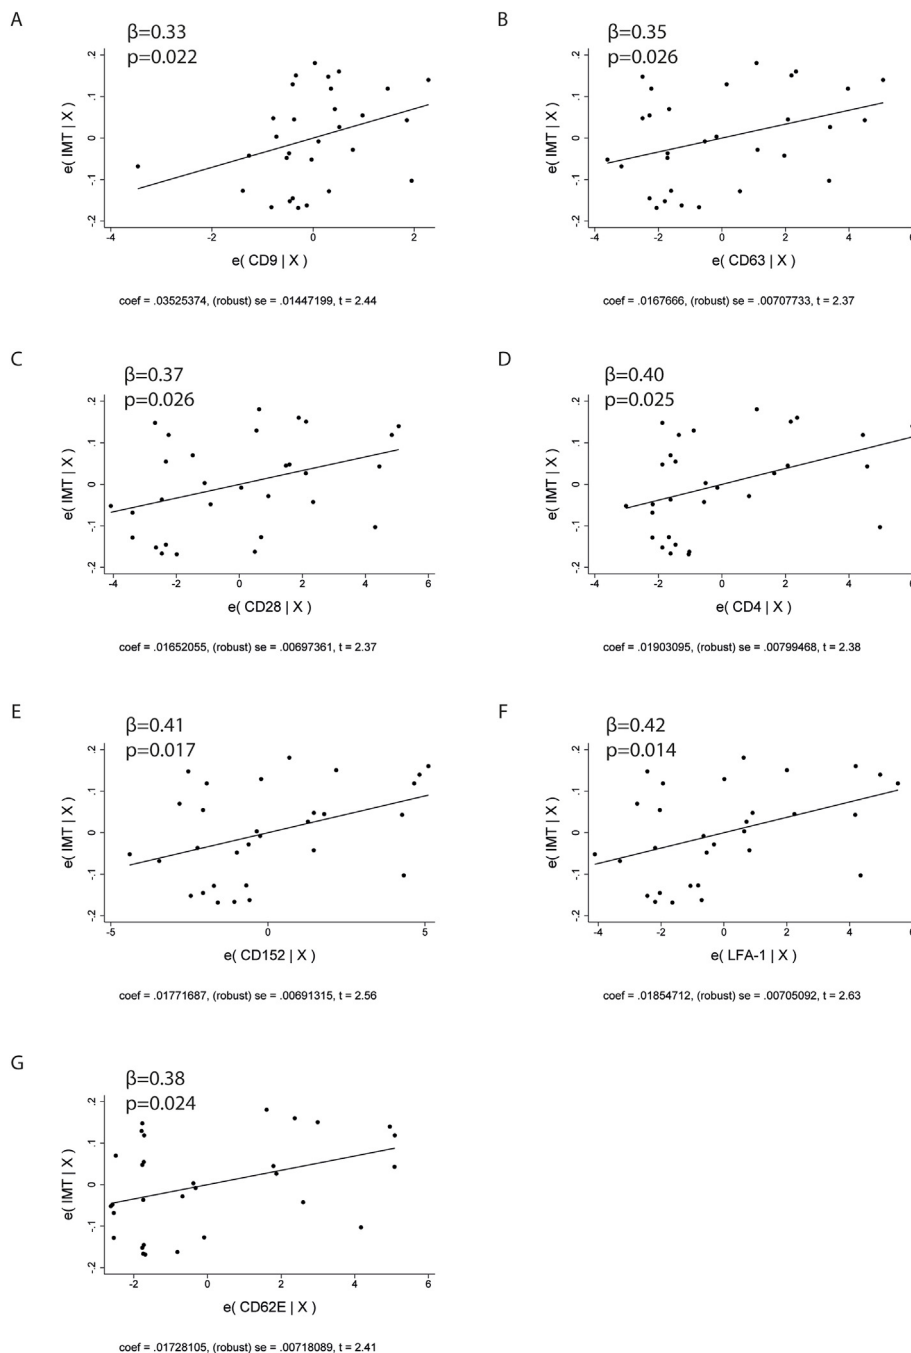 A
β=0.33
p=0.022
e( IMT | X )
.2
.1
0
-.1
-.2
-4
-2
0
2
e( CD9 | X )
coef = .03525374, (robust) se = .01447199, t = 2.44
B
β=0.35
p=0.026
e( IMT | X )
.2
.1
0
-.1
-.2
-4
-2
0
2
4
6
e( CD63 | X )
coef = .0167666, (robust) se = .00707733, t = 2.37
C
β=0.37
p=0.026
e( IMT | X )
.2
.1
0
-.1
-.2
-4
-2
0
2
4
6
e( CD28 | X )
coef = .01652055, (robust) se = .00697361, t = 2.37
D
β=0.40
p=0.025
e( IMT | X )
.2
.1
0
-.1
-.2
-4
-2
0
2
4
6
e( CD4 | X )
coef = .01903095, (robust) se = .00799468, t = 2.38
E
β=0.41
p=0.017
e( IMT | X )
.2
.1
0
-.1
-.2
-5
0
5
e( CD152 | X )
coef = .01771687, (robust) se = .00691315, t = 2.56
F
β=0.42
p=0.014
e( IMT | X )
.2
.1
0
-.1
-.2
-4
-2
0
2
4
6
e( LFA-1 | X )
coef = .01854712, (robust) se = .00705092, t = 2.63
G
β=0.38
p=0.024
e( IMT | X )
.2
.1
0
-.1
-.2
-2
0
2
4
6
e( CD62E | X )
coef = .01728105, (robust) se = .00718089, t = 2.41